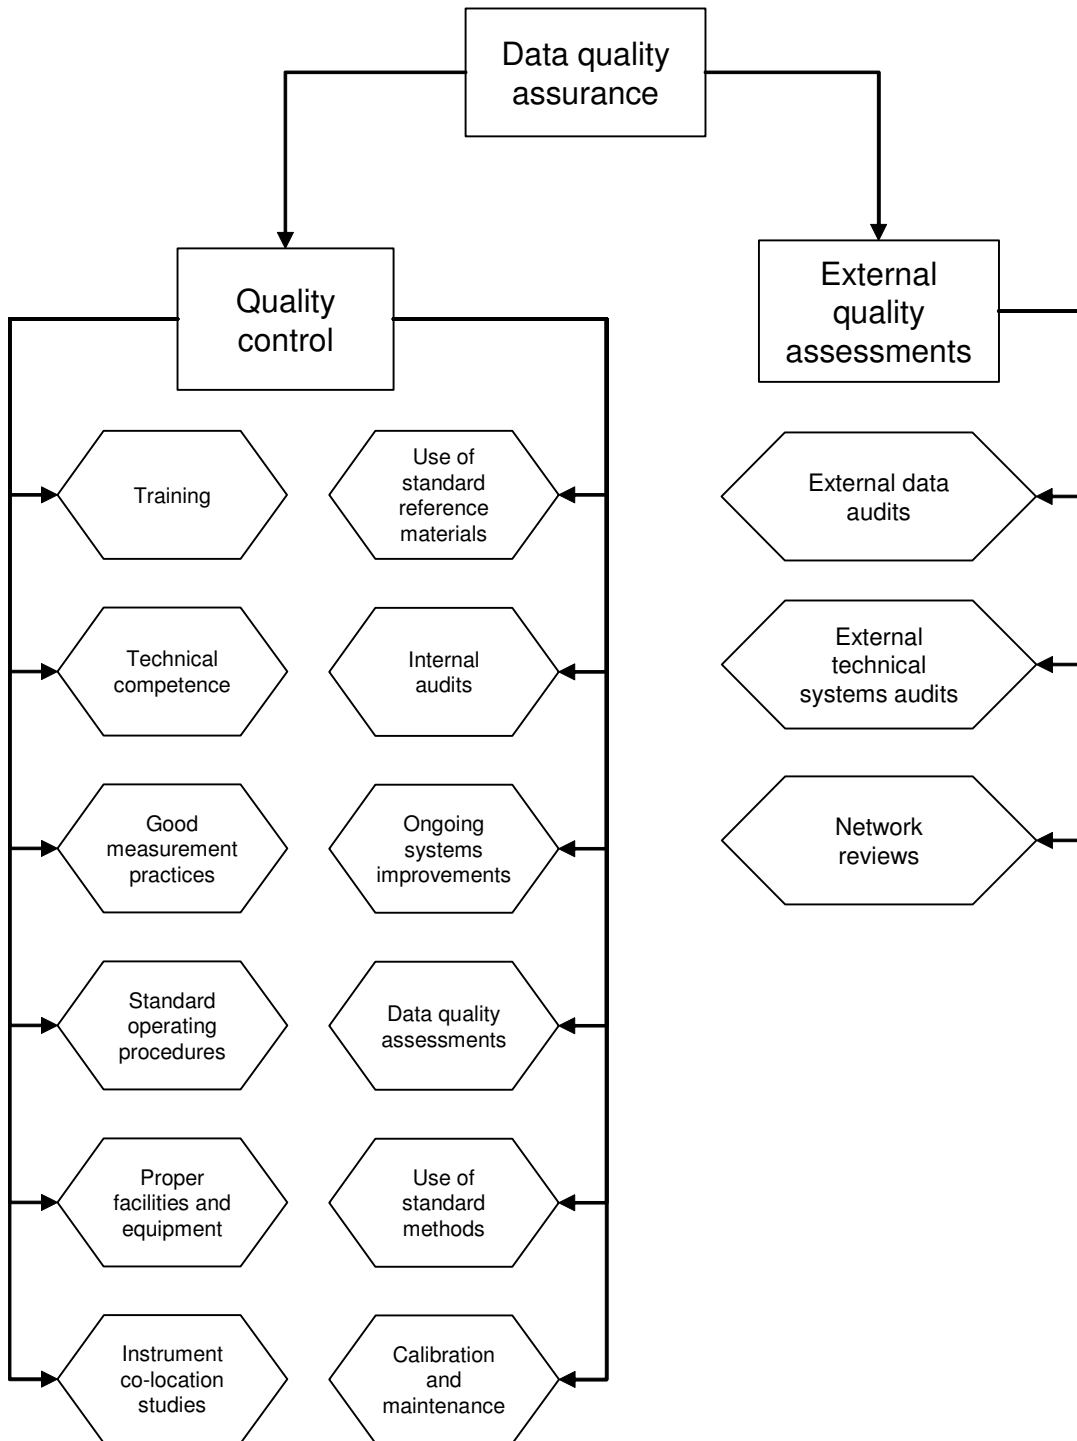 Data quality
assurance
Quality
control
External
quality
assessments
Training
Use of
standard
reference
materials
External data
audits
Technical
competence
Internal
audits
External
technical
systems audits
Good
measurement
practices
Ongoing
systems
improvements
Network
reviews
Standard
operating
procedures
Data quality
assessments
Proper
facilities and
equipment
Use of
standard
methods
Instrument
co-location
studies
Calibration
and
maintenance